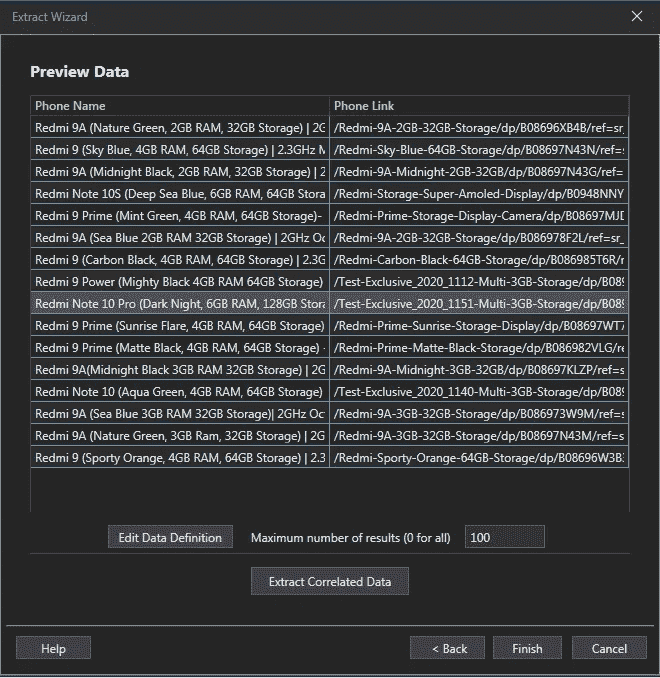 Extract Wizard
Preview Data
Phone Name Phone Link
Redmi 9A (Nature Green, 2GB RAM, 32GB Storage) | 2G /Redmi-9A-2GB-32GB-Storage/dp/B08696XB4B/ref=sr_
Redmi 9 (Sky Blue, 4GB RAM, 64GB Storage) | 2.3GHz M /Redmi-Sky-Blue-64GB-Storage/dp/B08697N43N/ref=s
Redmi 9A (Midnight Black, 2GB RAM, 32GB Storage) | 2 /Redmi-9A-Midnight-2GB-32GB/dp/B08697N43G/ref=
Redmi Note 10S (Deep Sea Blue, 6GB RAM, 64GB Stora /Redmi-Storage-Super-Amoled-Display/dp/B0948NNY
Redmi 9 Prime (Mint Green, 4GB RAM, 64GB Storage)- /Redmi-Prime-Storage-Display-Camera/dp/B08697MJD
Redmi 9A (Sea Blue 2GB RAM 32GB Storage) | 2GHz Oc /Redmi-9A-2GB-32GB-Storage/dp/B086978F2L/ref=sr_
Redmi 9 (Carbon Black, 4GB RAM, 64GB Storage) | 2.3G /Redmi-Carbon-Black-64GB-Storage/dp/B086985T6R/r
Redmi 9 Power (Mighty Black 4GB RAM 64GB Storage) /Test-Exclusive_2020_1112-Multi-3GB-Storage/dp/B089
Redmi Note 10 Pro (Dark Night, 6GB RAM, 128GB Stora /Test-Exclusive_2020_1151-Multi-3GB-Storage/dp/B089
Redmi 9 Prime (Sunrise Flare, 4GB RAM, 64GB Storage) /Redmi-Prime-Sunrise-Storage-Display/dp/B08697WT7
Redmi 9 Prime (Matte Black, 4GB RAM, 64GB Storage) - /Redmi-Prime-Matte-Black-Storage/dp/B086982VLG/re
Redmi 9A(Midnight Black 3GB RAM 32GB Storage) | 2G /Redmi-9A-Midnight-3GB-32GB/dp/B08697KLZP/ref=s
Redmi Note 10 (Aqua Green, 4GB RAM, 64GB Storage) /Test-Exclusive_2020_1140-Multi-3GB-Storage/dp/B089
Redmi 9A (Sea Blue 3GB RAM 32GB Storage)| 2GHz Oc /Redmi-9A-3GB-32GB-Storage/dp/B086973W9M/ref=s
Redmi 9A (Nature Green, 3GB Ram, 32GB Storage) | 2G /Redmi-9A-3GB-32GB-Storage/dp/B08697N43M/ref=s
Redmi 9 (Sporty Orange, 4GB RAM, 64GB Storage) | 2.3 /Redmi-Sporty-Orange-64GB-Storage/dp/B08696W3B3
Edit Data Definition Maximum number of results (0 for all) 100
Extract Correlated Data
Help < Back Finish Cancel